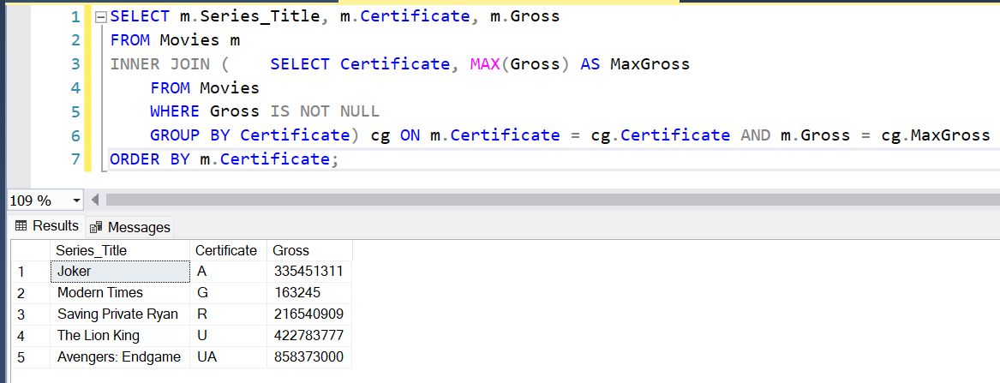 1 SELECT m.Series_Title, m.Certificate, m.Gross
2 FROM Movies m
3 INNER JOIN (    SELECT Certificate, MAX(Gross) AS MaxGross
4     FROM Movies
5     WHERE Gross IS NOT NULL
6     GROUP BY Certificate) cg ON m.Certificate = cg.Certificate AND m.Gross = cg.MaxGross
7 ORDER BY m.Certificate;
109 %
Results Messages
Series_Title Certificate Gross
1 Joker A 335451311
2 Modern Times G 163245
3 Saving Private Ryan R 216540909
4 The Lion King U 422783777
5 Avengers: Endgame UA 858373000